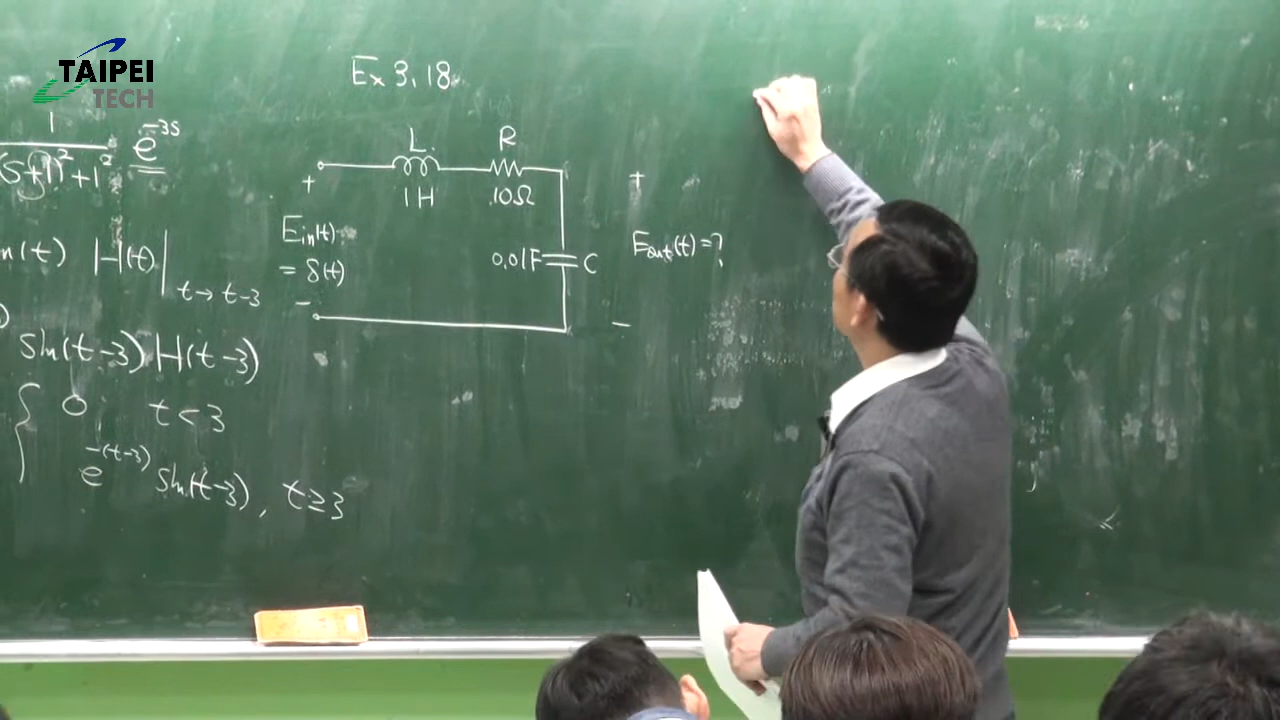 TAIPEI
TECH
Ex 3.18
1
(s+1)²+1² e^-3s
H(t)|t→t-3
sin(t-3)H(t-3)
{ 0, t<3
e^-(t-3) sin(t-3), t≥3
L
1H
R
10Ω
+
Ein(t)
= δ(t)
-
0.01F
C
+
Eout(t)=?
-